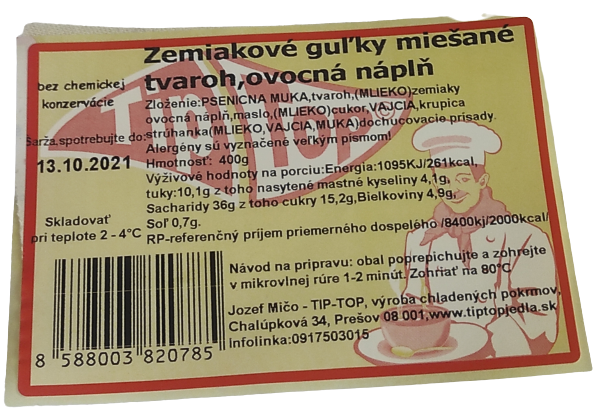 Zemiakové guľky miešané
tvaroh,ovocná náplň
bez chemickej
konzervácie
Zloženie:PSENICNA MUKA,tvaroh,(MLIEKO)zemiaky
ovocná náplň,maslo,(MLIEKO)cukor,VAJCIA,krupica
strúhanka(MLIEKO,VAJCIA,MUKA)dochucovacie prísady.
Alergény sú vyznačené veľkým písmom!
Šarža,spotrebujte do:
13.10.2021
Hmotnosť: 400g
Výživové hodnoty na porciu:Energia:1095KJ/261kcal,
tuky:10,1g z toho nasytené mastné kyseliny 4,1g,
Sacharidy 36g z toho cukry 15,2g,Bielkoviny 4,9g,
Soľ 0,7g.
RP-referenčný príjem priemerného dospelého /8400kj/2000kcal/
Skladovať
pri teplote 2 - 4°C
Návod na pripravu: obal poprepichujte a zohrejte
v mikrovlnej rúre 1-2 minút. Zohriať na 80°C
Jozef Mičo - TIP-TOP, výroba chladených pokrmov,
Chalúpková 34, Prešov 08 001,www.tiptopjedla.sk
Infolinka:0917503015
8 588003 820785
Tip
Top